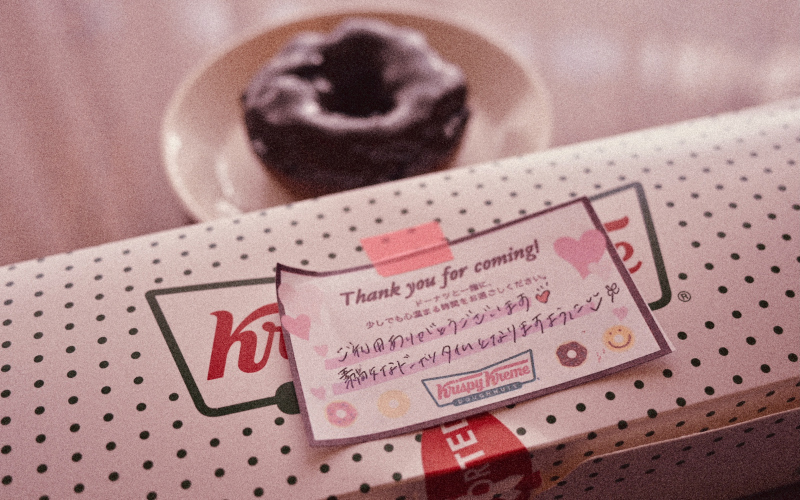 Kr
el
®
Thank you for coming!
ドーナツと一緒に、
少しでも心温まる時間をお過ごしください。
ご利用ありがとうございます
素敵なドーナツタイムとなりますように
Krispy Kreme
DOUGHNUTS